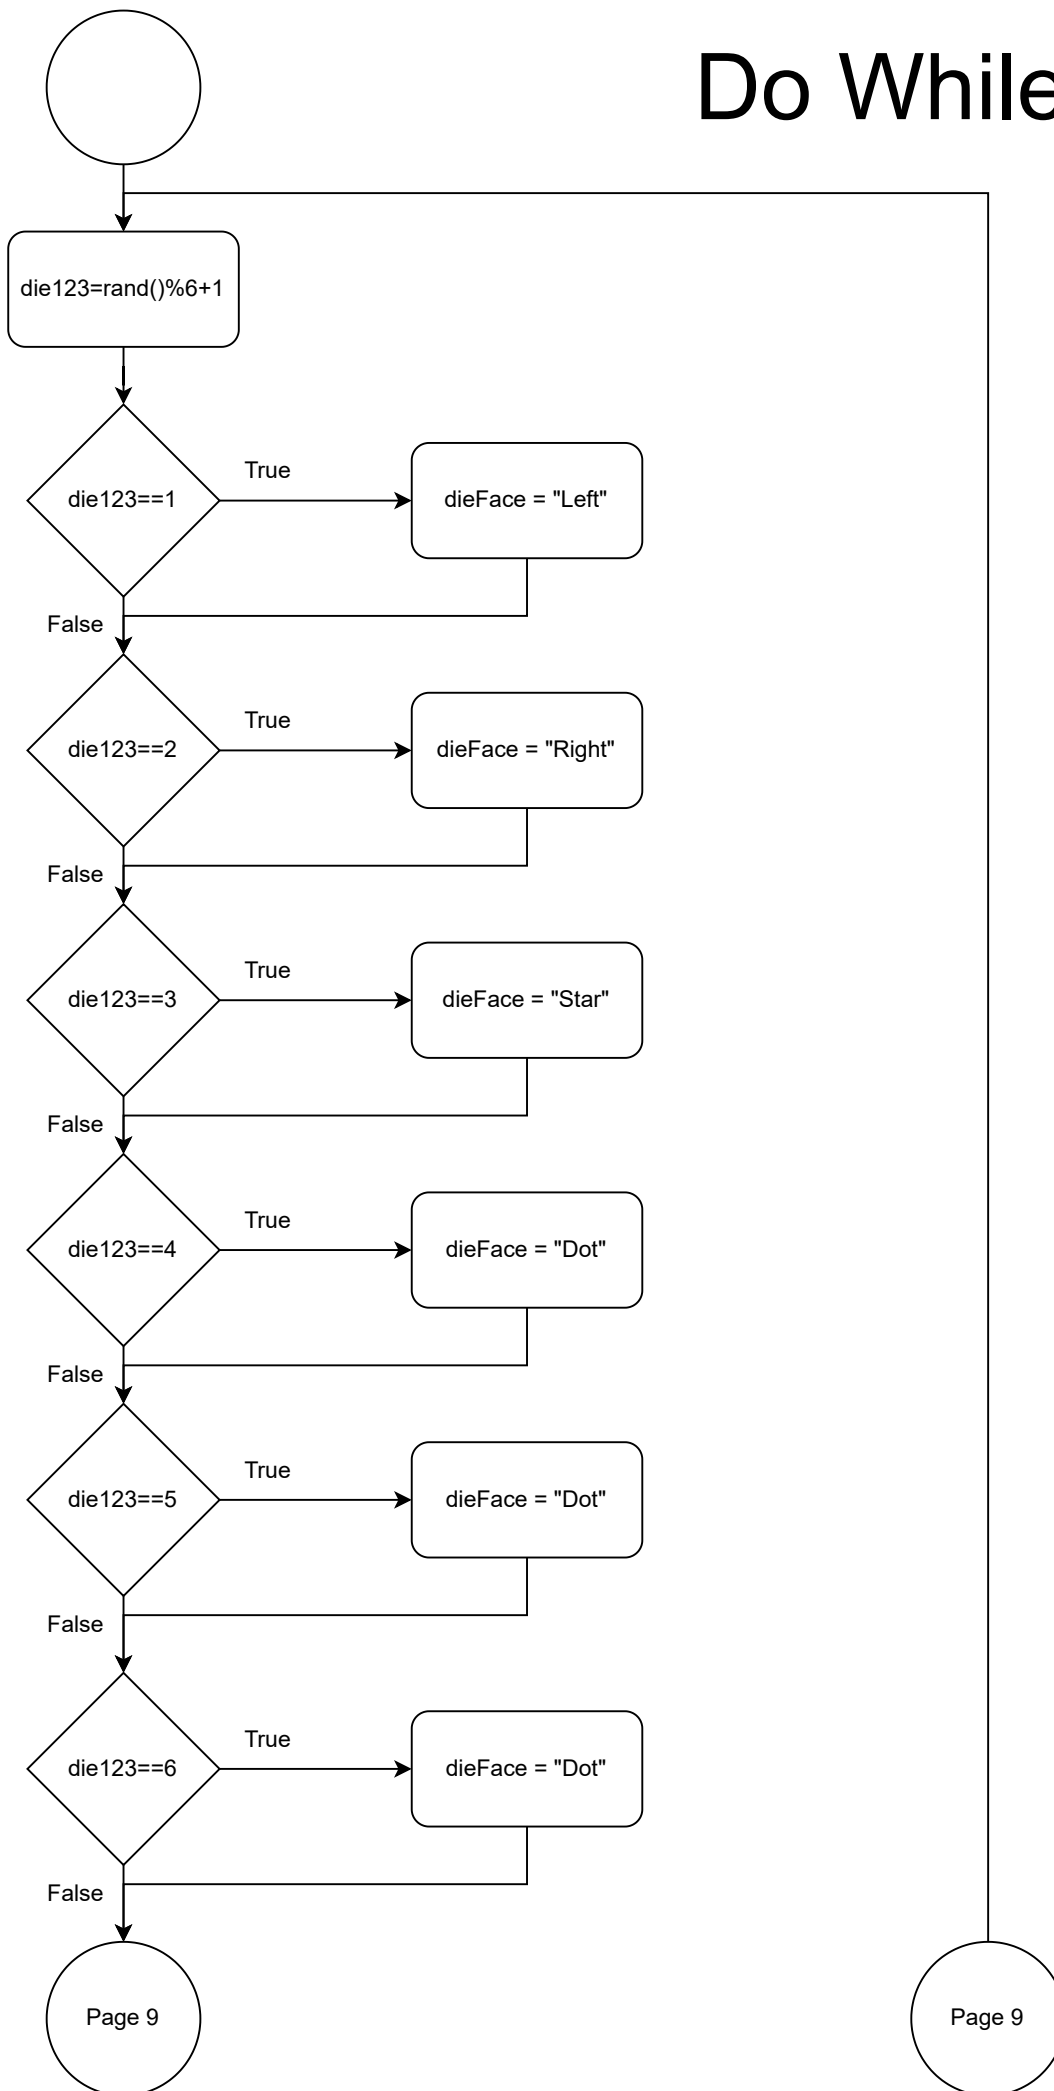 Do While
die123=rand()%6+1
True
die123==1
dieFace = "Left"
False
True
die123==2
dieFace = "Right"
False
True
die123==3
dieFace = "Star"
False
True
die123==4
dieFace = "Dot"
False
True
die123==5
dieFace = "Dot"
False
True
die123==6
dieFace = "Dot"
False
Page 9
Page 9